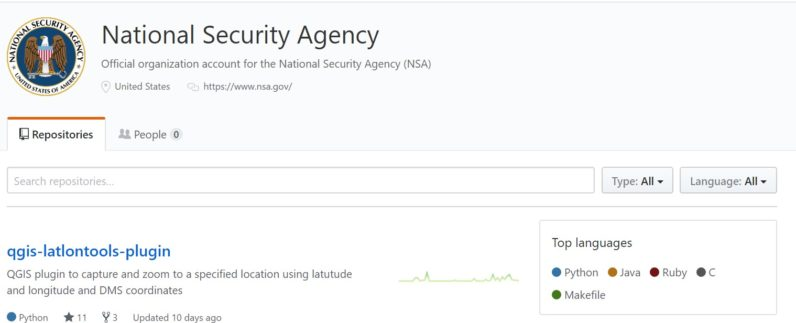 NATIONAL SECURITY AGENCY
UNITED STATES OF AMERICA
National Security Agency
Official organization account for the National Security Agency (NSA)
United States https://www.nsa.gov/
Repositories People 0
Search repositories...
Type: All Language: All
qgis-latlontools-plugin
QGIS plugin to capture and zoom to a specified location using latutude
and longitude and DMS coordinates
Python 11 3 Updated 10 days ago
Top languages
Python Java Ruby C
Makefile